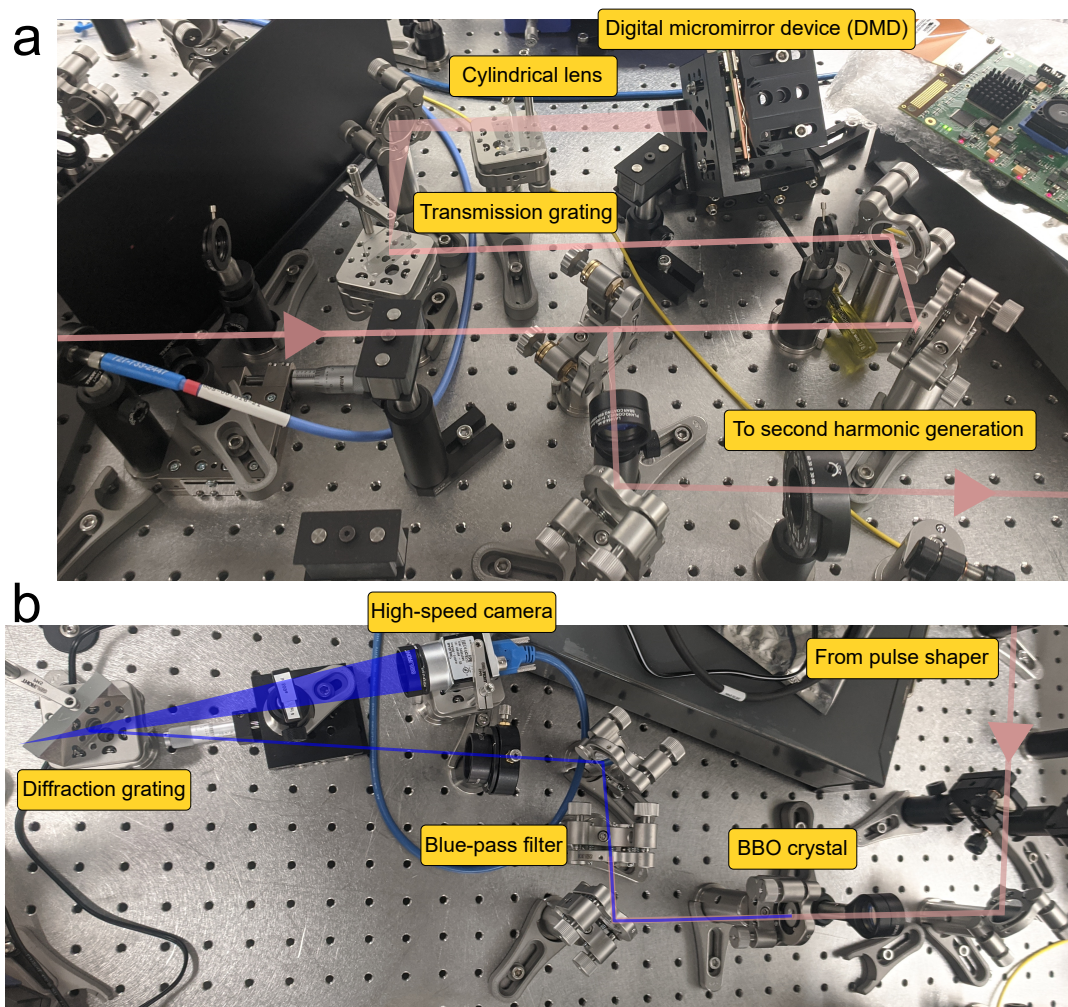 a
Digital micromirror device (DMD)
Cylindrical lens
Transmission grating
To second harmonic generation
b
High-speed camera
From pulse shaper
Diffraction grating
Blue-pass filter
BBO crystal